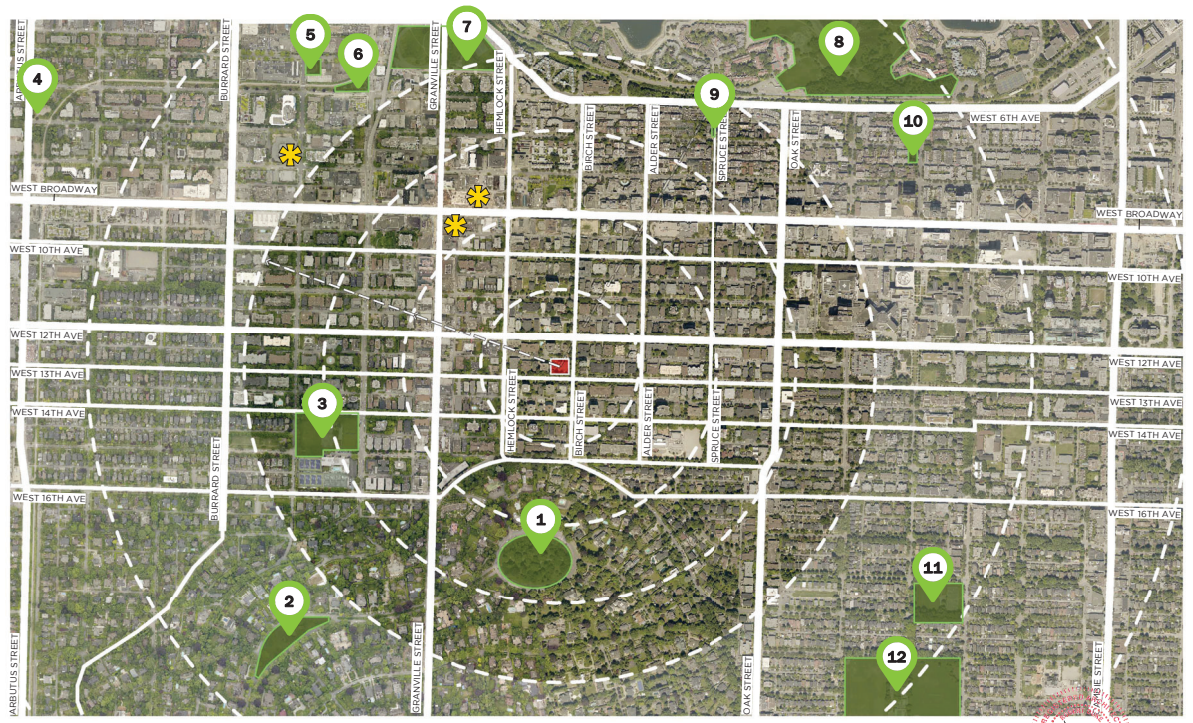 5
6
7
8
4
9
10
ARBUTUS STREET
BURRARD STREET
GRANVILLE STREET
HEMLOCK STREET
BIRCH STREET
ALDER STREET
SPRUCE STREET
OAK STREET
WEST 6TH AVE
WEST BROADWAY
WEST BROADWAY
WEST 10TH AVE
WEST 10TH AVE
WEST 12TH AVE
WEST 12TH AVE
WEST 13TH AVE
WEST 13TH AVE
3
WEST 14TH AVE
WEST 14TH AVE
HEMLOCK STREET
BIRCH STREET
ALDER STREET
SPRUCE STREET
BURRARD STREET
WEST 16TH AVE
WEST 16TH AVE
1
11
2
12
ARBUTUS STREET
GRANVILLE STREET
OAK STREET